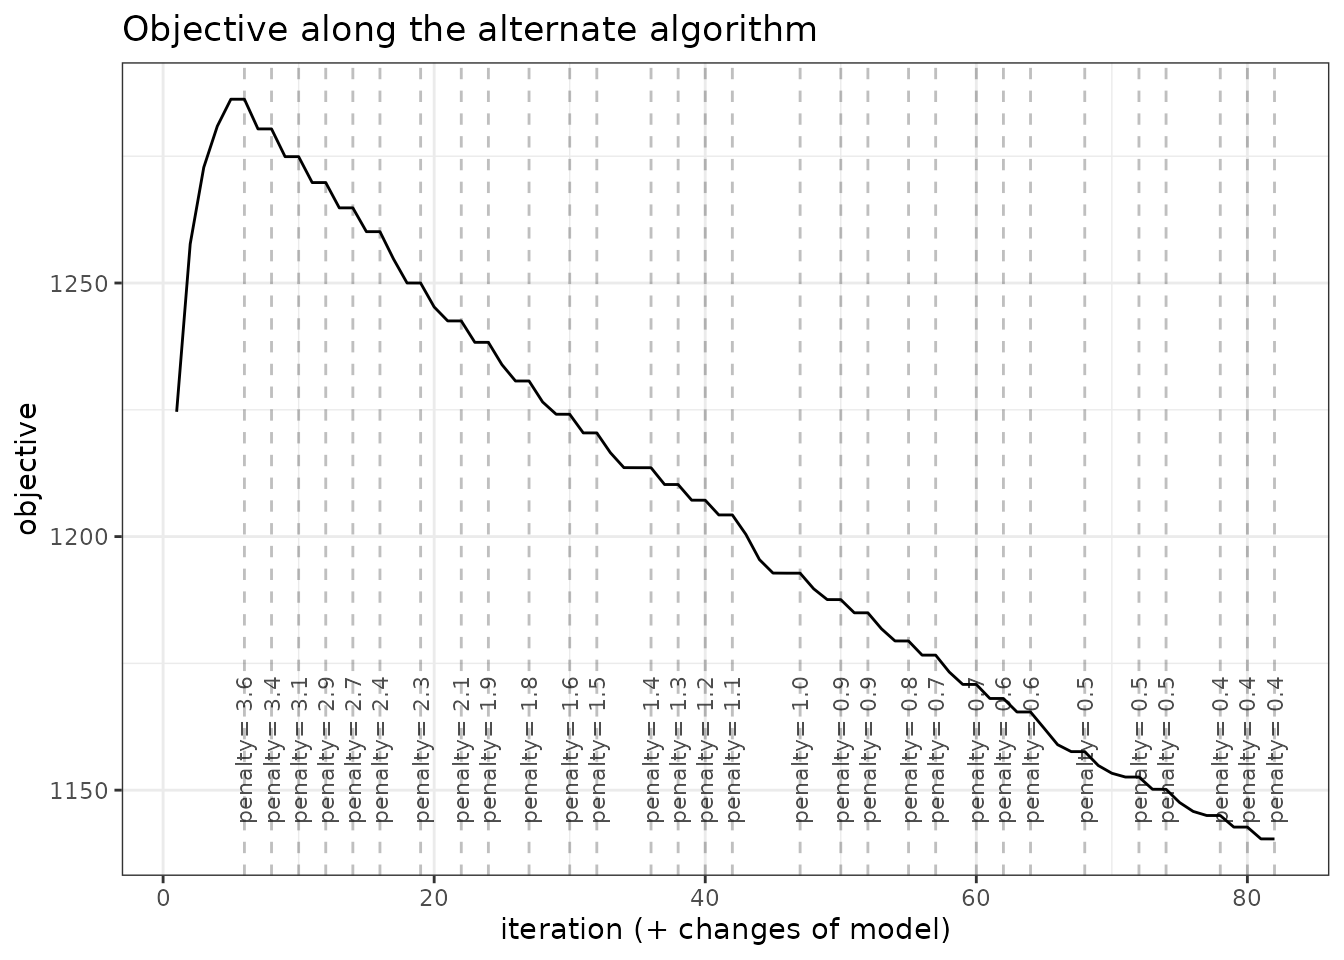 Objective along the alternate algorithm
objective
1250
1200
1150
penalty= 3.6
penalty= 3.4
penalty= 3.1
penalty= 2.9
penalty= 2.7
penalty= 2.4
penalty= 2.3
penalty= 2.1
penalty= 1.9
penalty= 1.8
penalty= 1.6
penalty= 1.5
penalty= 1.4
penalty= 1.3
penalty= 1.2
penalty= 1.1
penalty= 1.0
penalty= 0.9
penalty= 0.9
penalty= 0.8
penalty= 0.7
penalty= 0.7
penalty= 0.6
penalty= 0.6
penalty= 0.5
penalty= 0.5
penalty= 0.5
penalty= 0.4
penalty= 0.4
penalty= 0.4
0
20
40
60
80
iteration (+ changes of model)